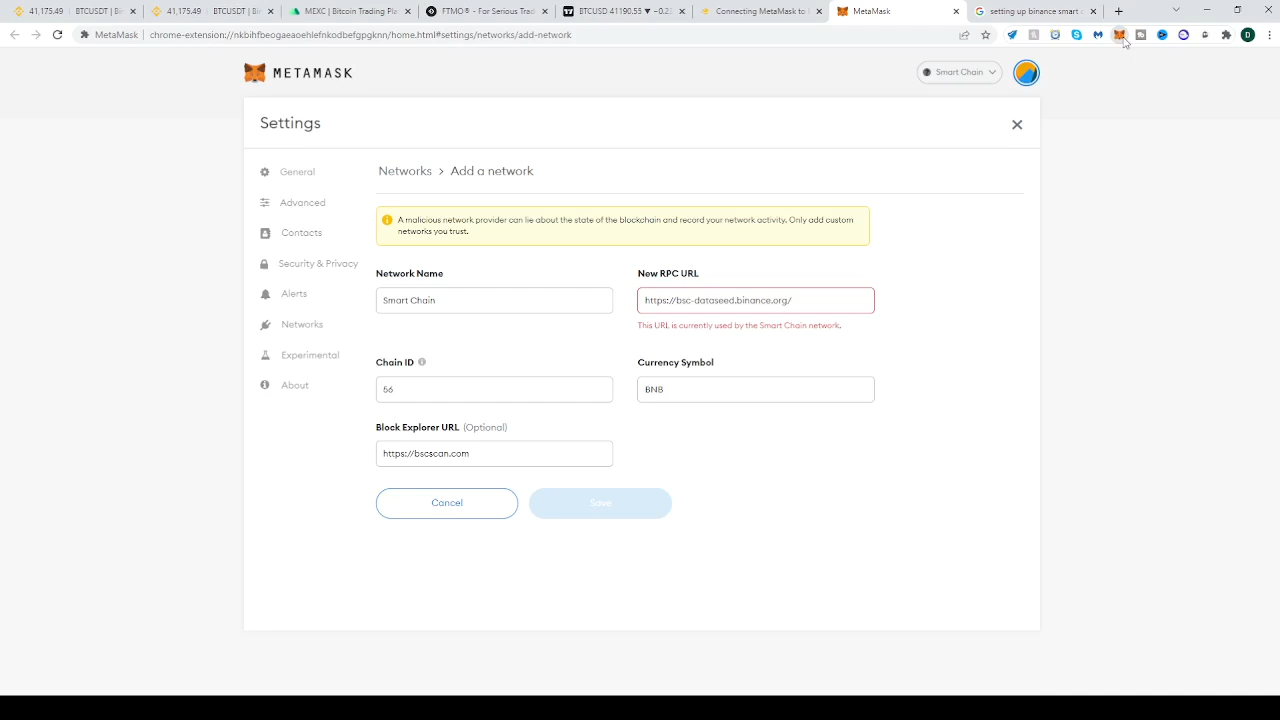 41,175.49 | BTCUSDT | Bin
41,175.49 | BTCUSDT | Bin
MEXC | Bitcoin Trading Pla
FTMO® - For Serious Trad
BTCUSD 41190.55 ▼ −0.2
Connecting MetaMask to
MetaMask
setting up binance smart c
MetaMask | chrome-extension://nkbihfbeogaeaoehlefnkodbefgpgknn/home.html#settings/networks/add-network
D
METAMASK
? Smart Chain
Settings
General
Advanced
Contacts
Security & Privacy
Alerts
Networks
Experimental
About
Networks > Add a network
A malicious network provider can lie about the state of the blockchain and record your network activity. Only add custom
networks you trust.
Network Name
Smart Chain
New RPC URL
https://bsc-dataseed.binance.org/
This URL is currently used by the Smart Chain network.
Chain ID
56
Currency Symbol
BNB
Block Explorer URL (Optional)
https://bscscan.com
Cancel
Save